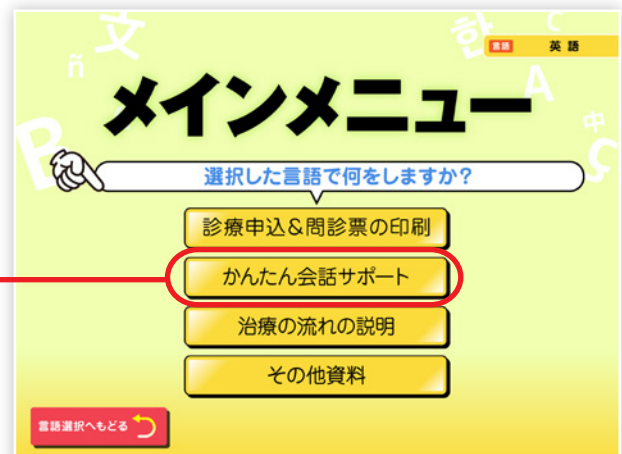 文
한
Ç
ñ
言語 英語
A
メインメニュー
中
B
Ç
選択した言語で何をしますか?
診療申込&問診票の印刷
かんたん会話サポート
治療の流れの説明
その他資料
言語選択へもどる